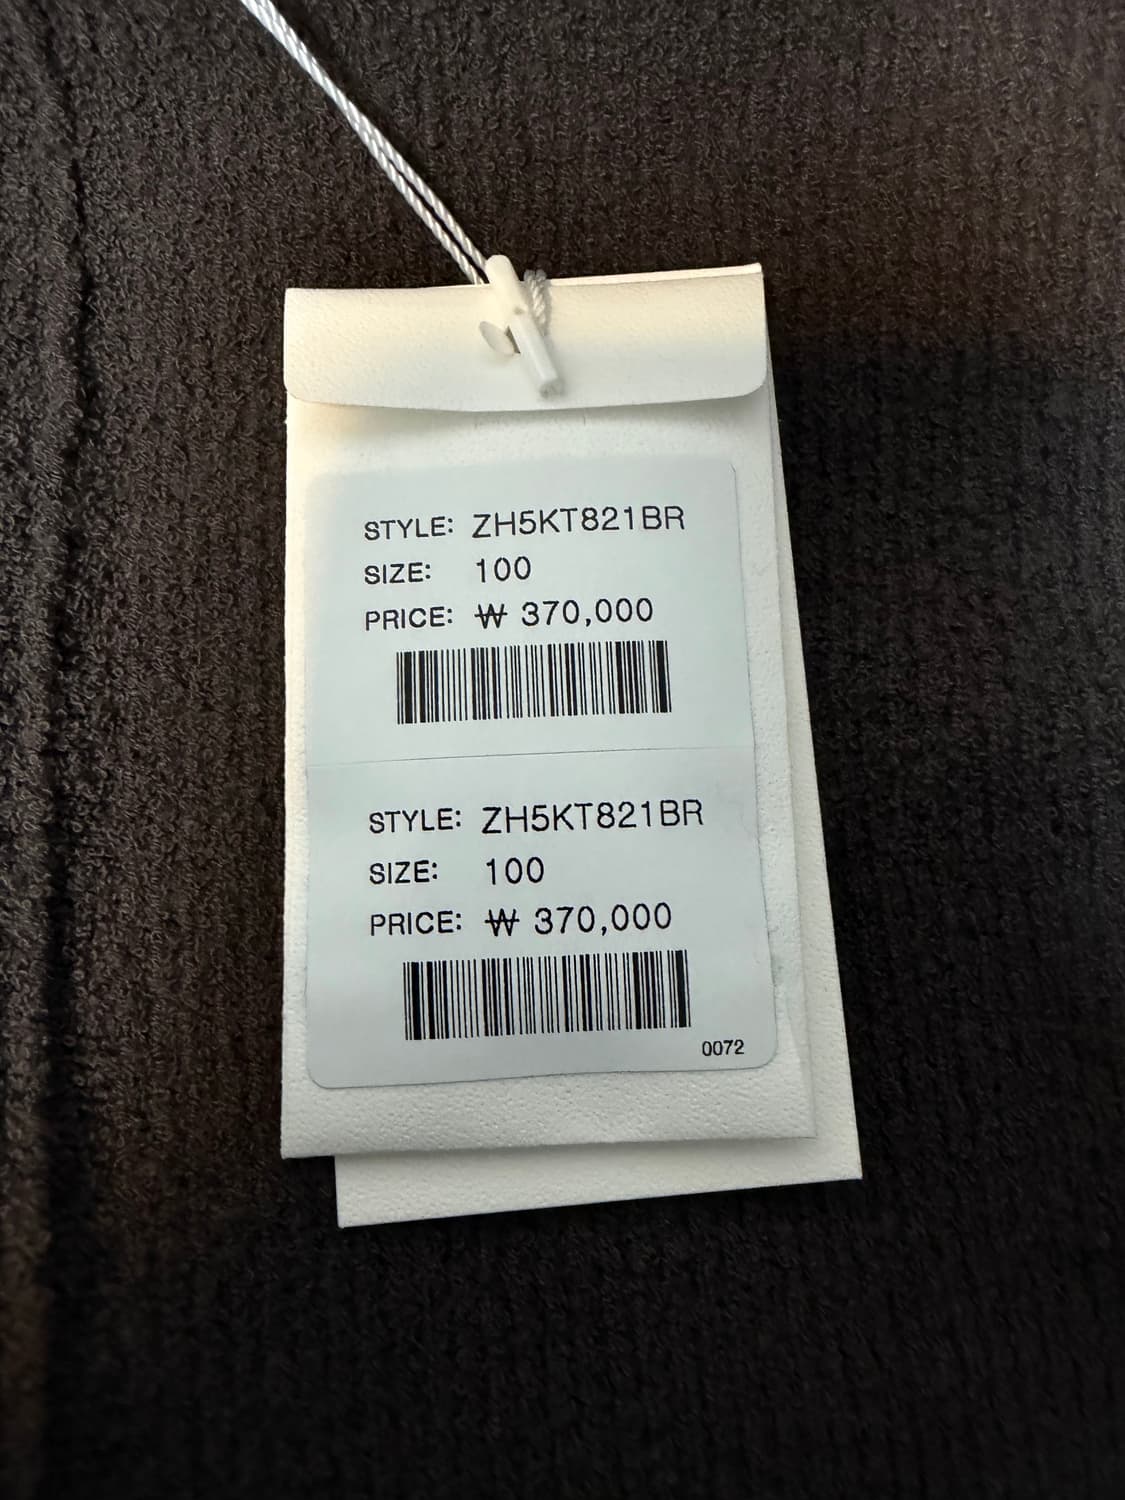 STYLE: ZH5KT821BR
SIZE: 100
PRICE: ₩ 370,000
STYLE: ZH5KT821BR
SIZE: 100
PRICE: ₩ 370,000
0072